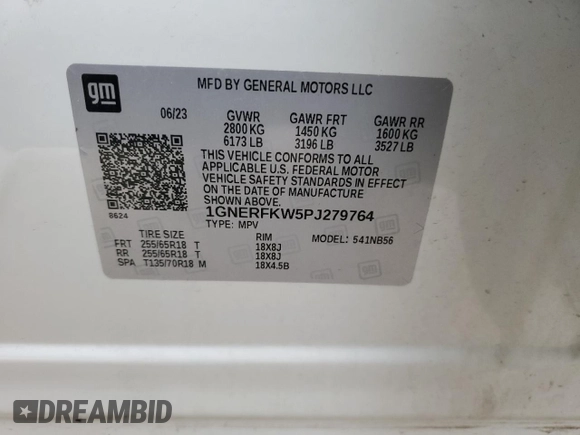 gm
MFD BY GENERAL MOTORS LLC
06/23 GVWR GAWR FRT GAWR RR
2800 KG 1450 KG 1600 KG
6173 LB 3196 LB 3527 LB
THIS VEHICLE CONFORMS TO ALL
APPLICABLE U.S. FEDERAL MOTOR
VEHICLE SAFETY STANDARDS IN EFFECT
ON THE DATE OF MANUFACTURE
SHOWN ABOVE.
8624 1GNERFKW5PJ279764
TYPE: MPV
TIRE SIZE RIM MODEL: 541NB56
FRT 255/65R18 T 18X8J
RR 255/65R18 T 18X8J
SPA T135/70R18 M 18X4.5B
DREAMBID